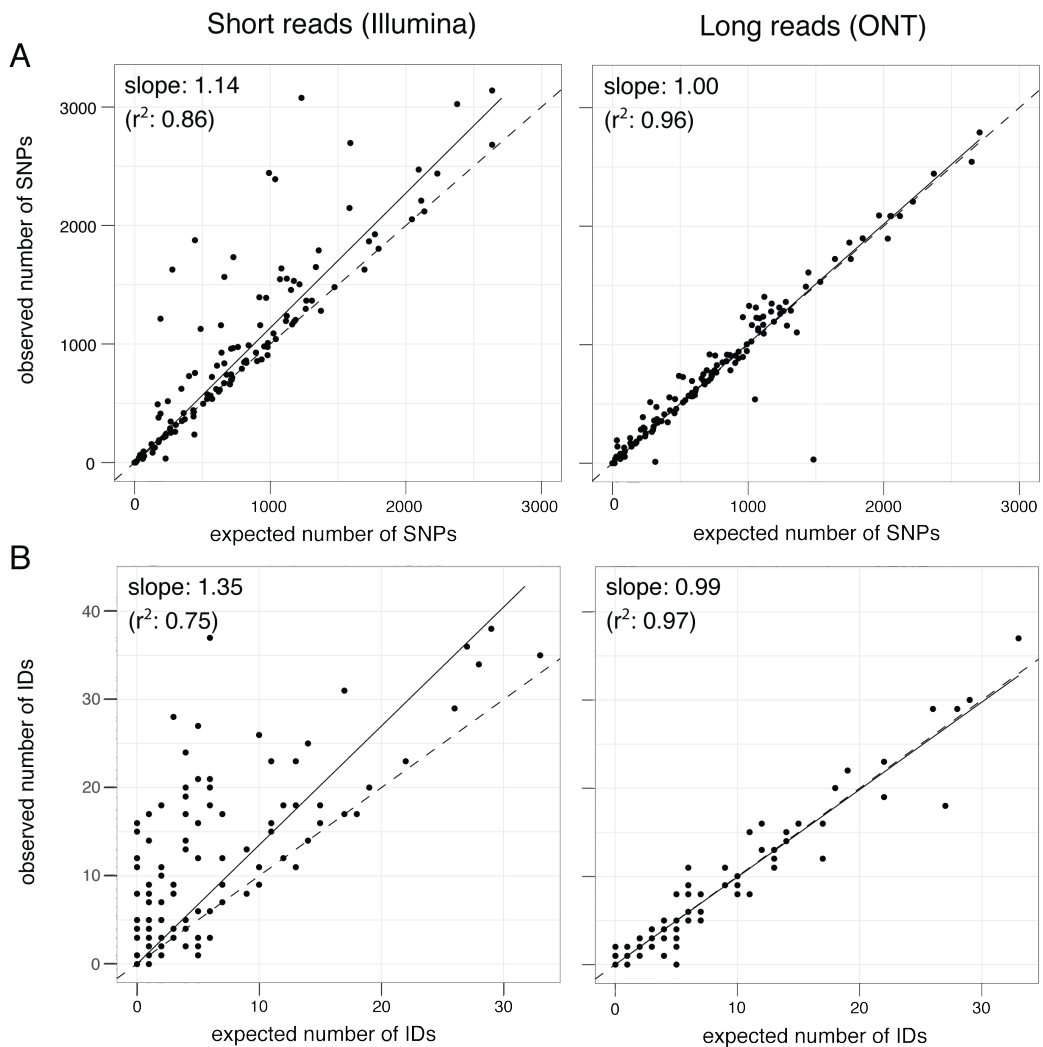 Short reads (Illumina)
Long reads (ONT)
A
slope: 1.14
(r²: 0.86)
slope: 1.00
(r²: 0.96)
observed number of SNPs
3000
2000
1000
0
0 1000 2000 3000
0 1000 2000 3000
expected number of SNPs
expected number of SNPs
B
slope: 1.35
(r²: 0.75)
slope: 0.99
(r²: 0.97)
observed number of IDs
40
30
20
10
0
0 10 20 30
0 10 20 30
expected number of IDs
expected number of IDs